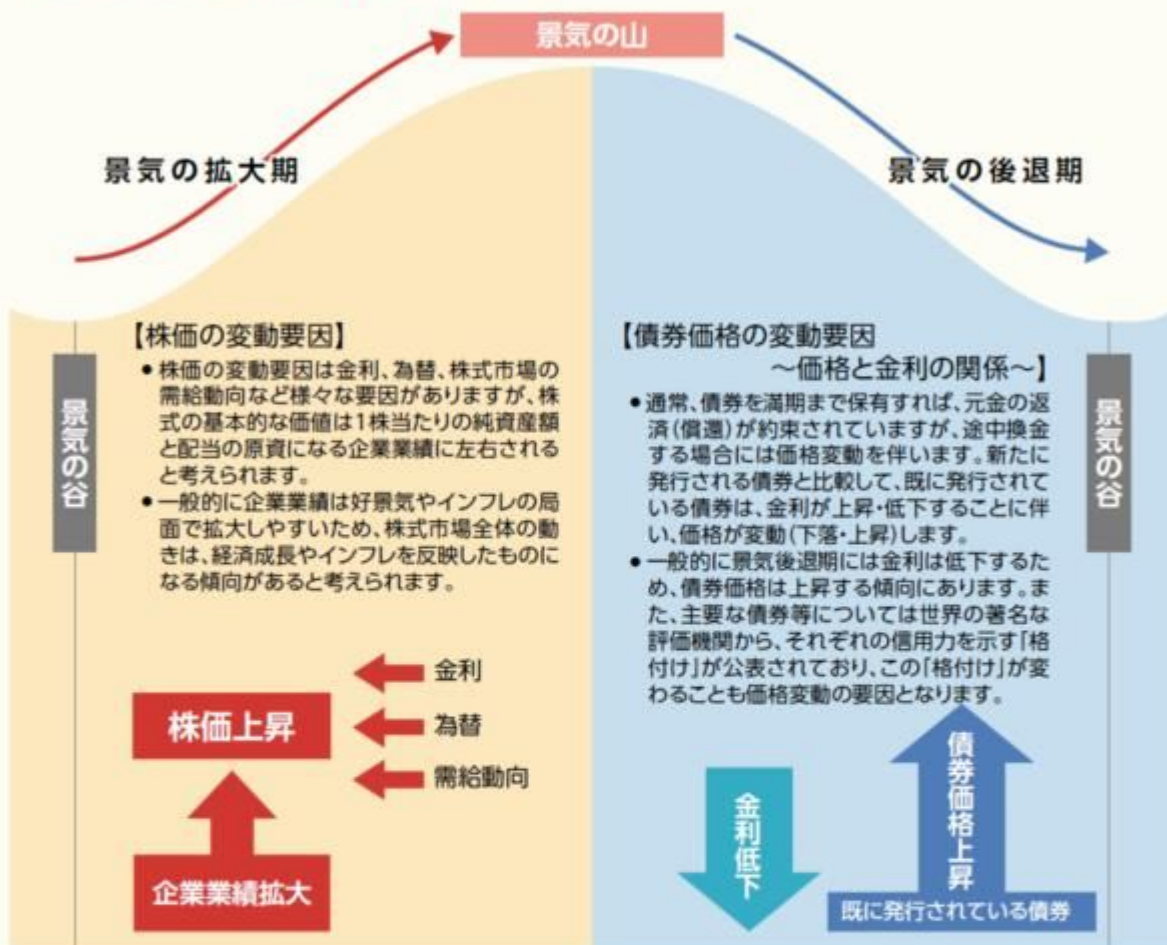 景気の山
景気の拡大期
景気の後退期
景気の谷
【株価の変動要因】
● 株価の変動要因は金利、為替、株式市場の
需給動向など様々な要因がありますが、株
式の基本的な価値は1株当たりの純資産額
と配当の原資になる企業業績に左右される
と考えられます。
● 一般的に企業業績は好景気やインフレの局
面で拡大しやすいため、株式市場全体の動
きは、経済成長やインフレを反映したものに
なる傾向があると考えられます。
金利
株価上昇
為替
需給動向
企業業績拡大
【債券価格の変動要因
～価格と金利の関係～】
● 通常、債券を満期まで保有すれば、元金の返
済(償還)が約束されていますが、途中換金
する場合には価格変動を伴います。新たに
発行される債券と比較して、既に発行されて
いる債券は、金利が上昇・低下することに伴
い、価格が変動(下落・上昇)します。
● 一般的に景気後退期には金利は低下するた
め、債券価格は上昇する傾向にあります。ま
た、主要な債券等については世界の著名な
評価機関から、それぞれの信用力を示す「格
付け」が公表されており、この「格付け」が変
わることも価格変動の要因となります。
景気の谷
金利低下
債券価格上昇
既に発行されている債券